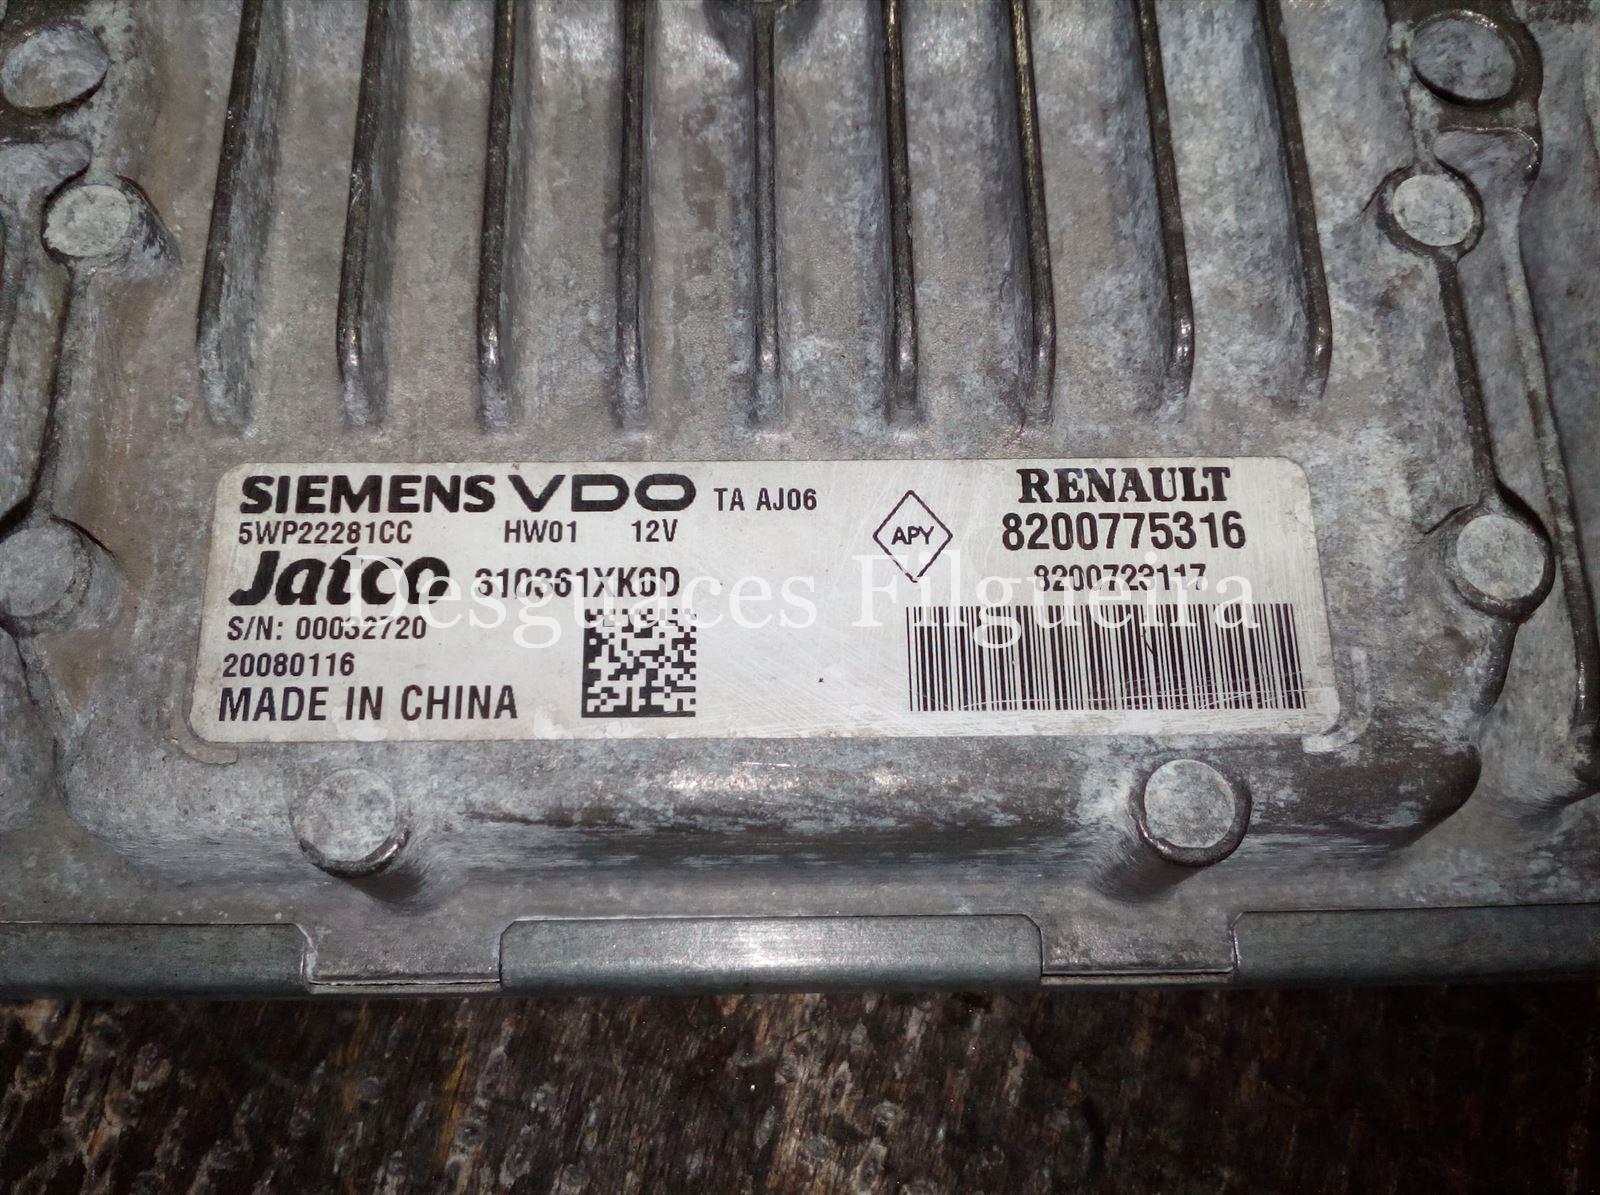 SIEMENS VDO TA AJ06
5WP22281CC HW01 12V
Jatco 310361XK0D
S/N: 00032720
20080116
MADE IN CHINA
APY
RENAULT
8200775316
8200723117
Desguaces Filgueira